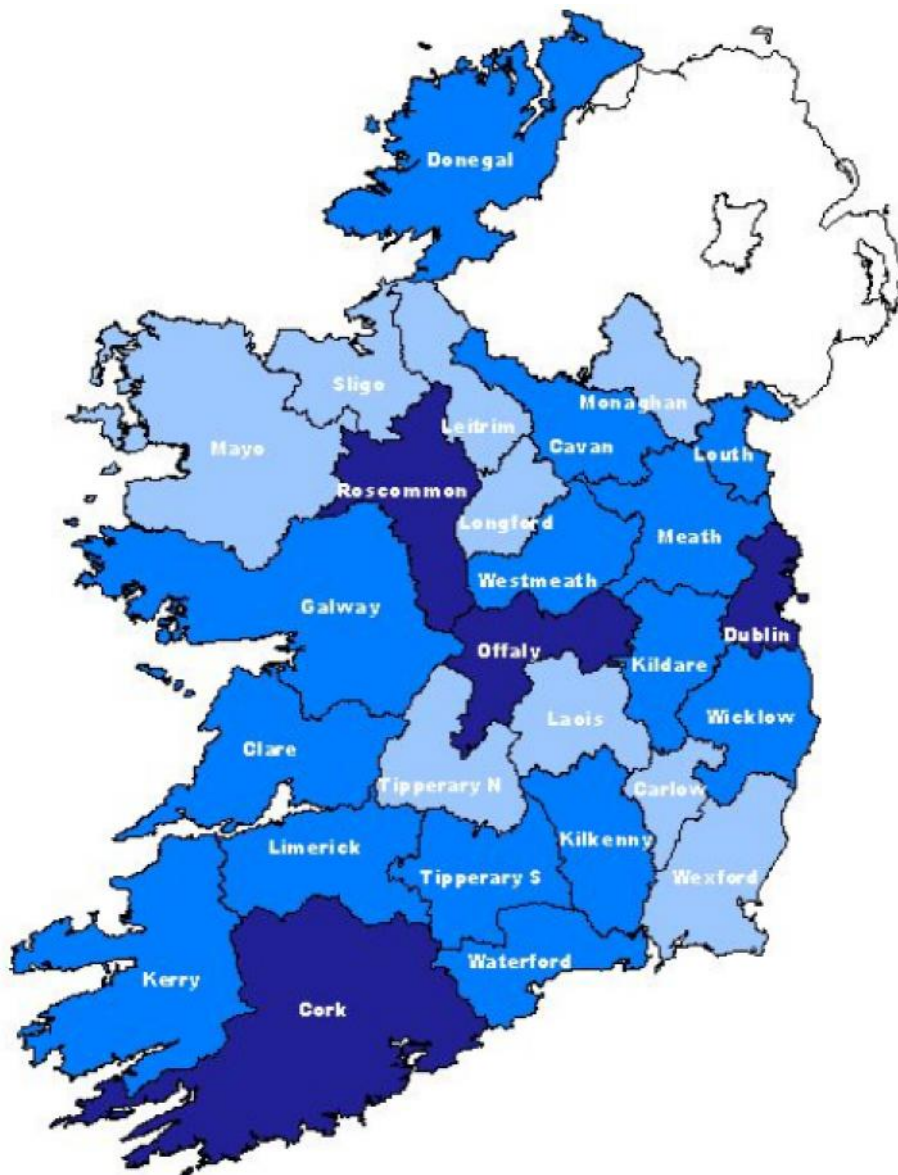 Donegal
Sligo
Monaghan
Leitrim
Mayo
Cavan
Louth
Roscommon
Longford
Meath
Westmeath
Galway
Dublin
Offaly
Kildare
Laois
Wicklow
Clare
Tipperary N
Carlow
Kilkenny
Limerick
Tipperary S
Wexford
Waterford
Kerry
Cork